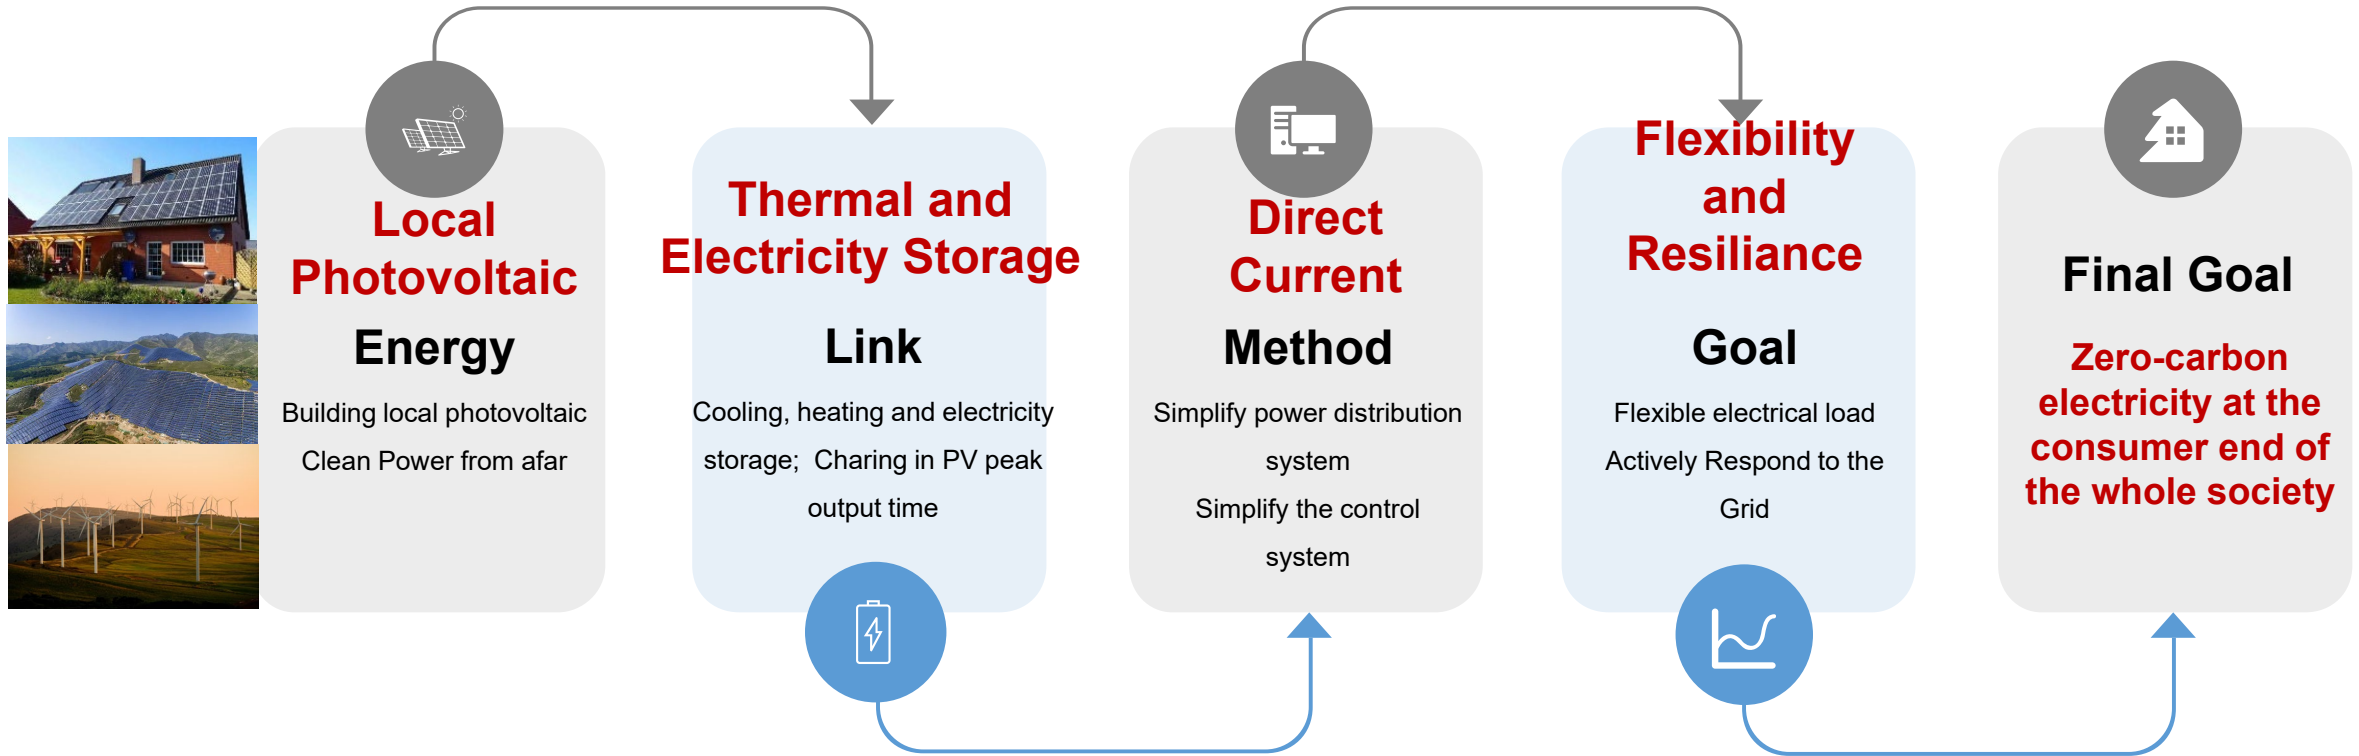 Local
Photovoltaic
Energy
Building local photovoltaic
Clean Power from afar
Thermal and
Electricity Storage
Link
Cooling, heating and electricity
storage;  Charing in PV peak
output time
Direct
Current
Method
Simplify power distribution
system
Simplify the control
system
Flexibility
and
Resiliance
Goal
Flexible electrical load
Actively Respond to the
Grid
Final Goal
Zero-carbon
electricity at the
consumer end of
the whole society